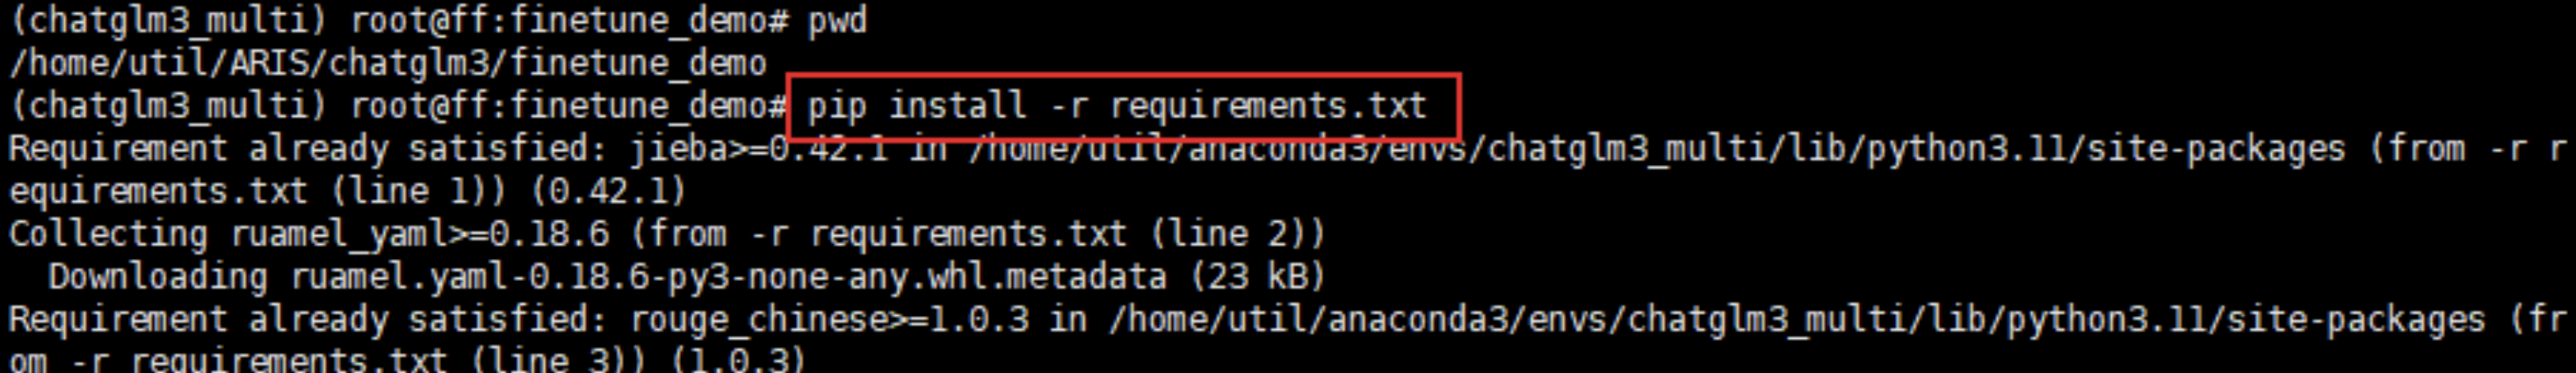 (chatglm3_multi) root@ff:finetune_demo# pwd
/home/util/ARIS/chatglm3/finetune_demo
(chatglm3_multi) root@ff:finetune_demo# pip install -r requirements.txt
Requirement already satisfied: jieba>=0.42.1 in /home/util/anaconda3/envs/chatglm3_multi/lib/python3.11/site-packages (from -r r
equirements.txt (line 1)) (0.42.1)
Collecting ruamel_yaml>=0.18.6 (from -r requirements.txt (line 2))
  Downloading ruamel.yaml-0.18.6-py3-none-any.whl.metadata (23 kB)
Requirement already satisfied: rouge_chinese>=1.0.3 in /home/util/anaconda3/envs/chatglm3_multi/lib/python3.11/site-packages (fr
om -r requirements.txt (line 3)) (1.0.3)